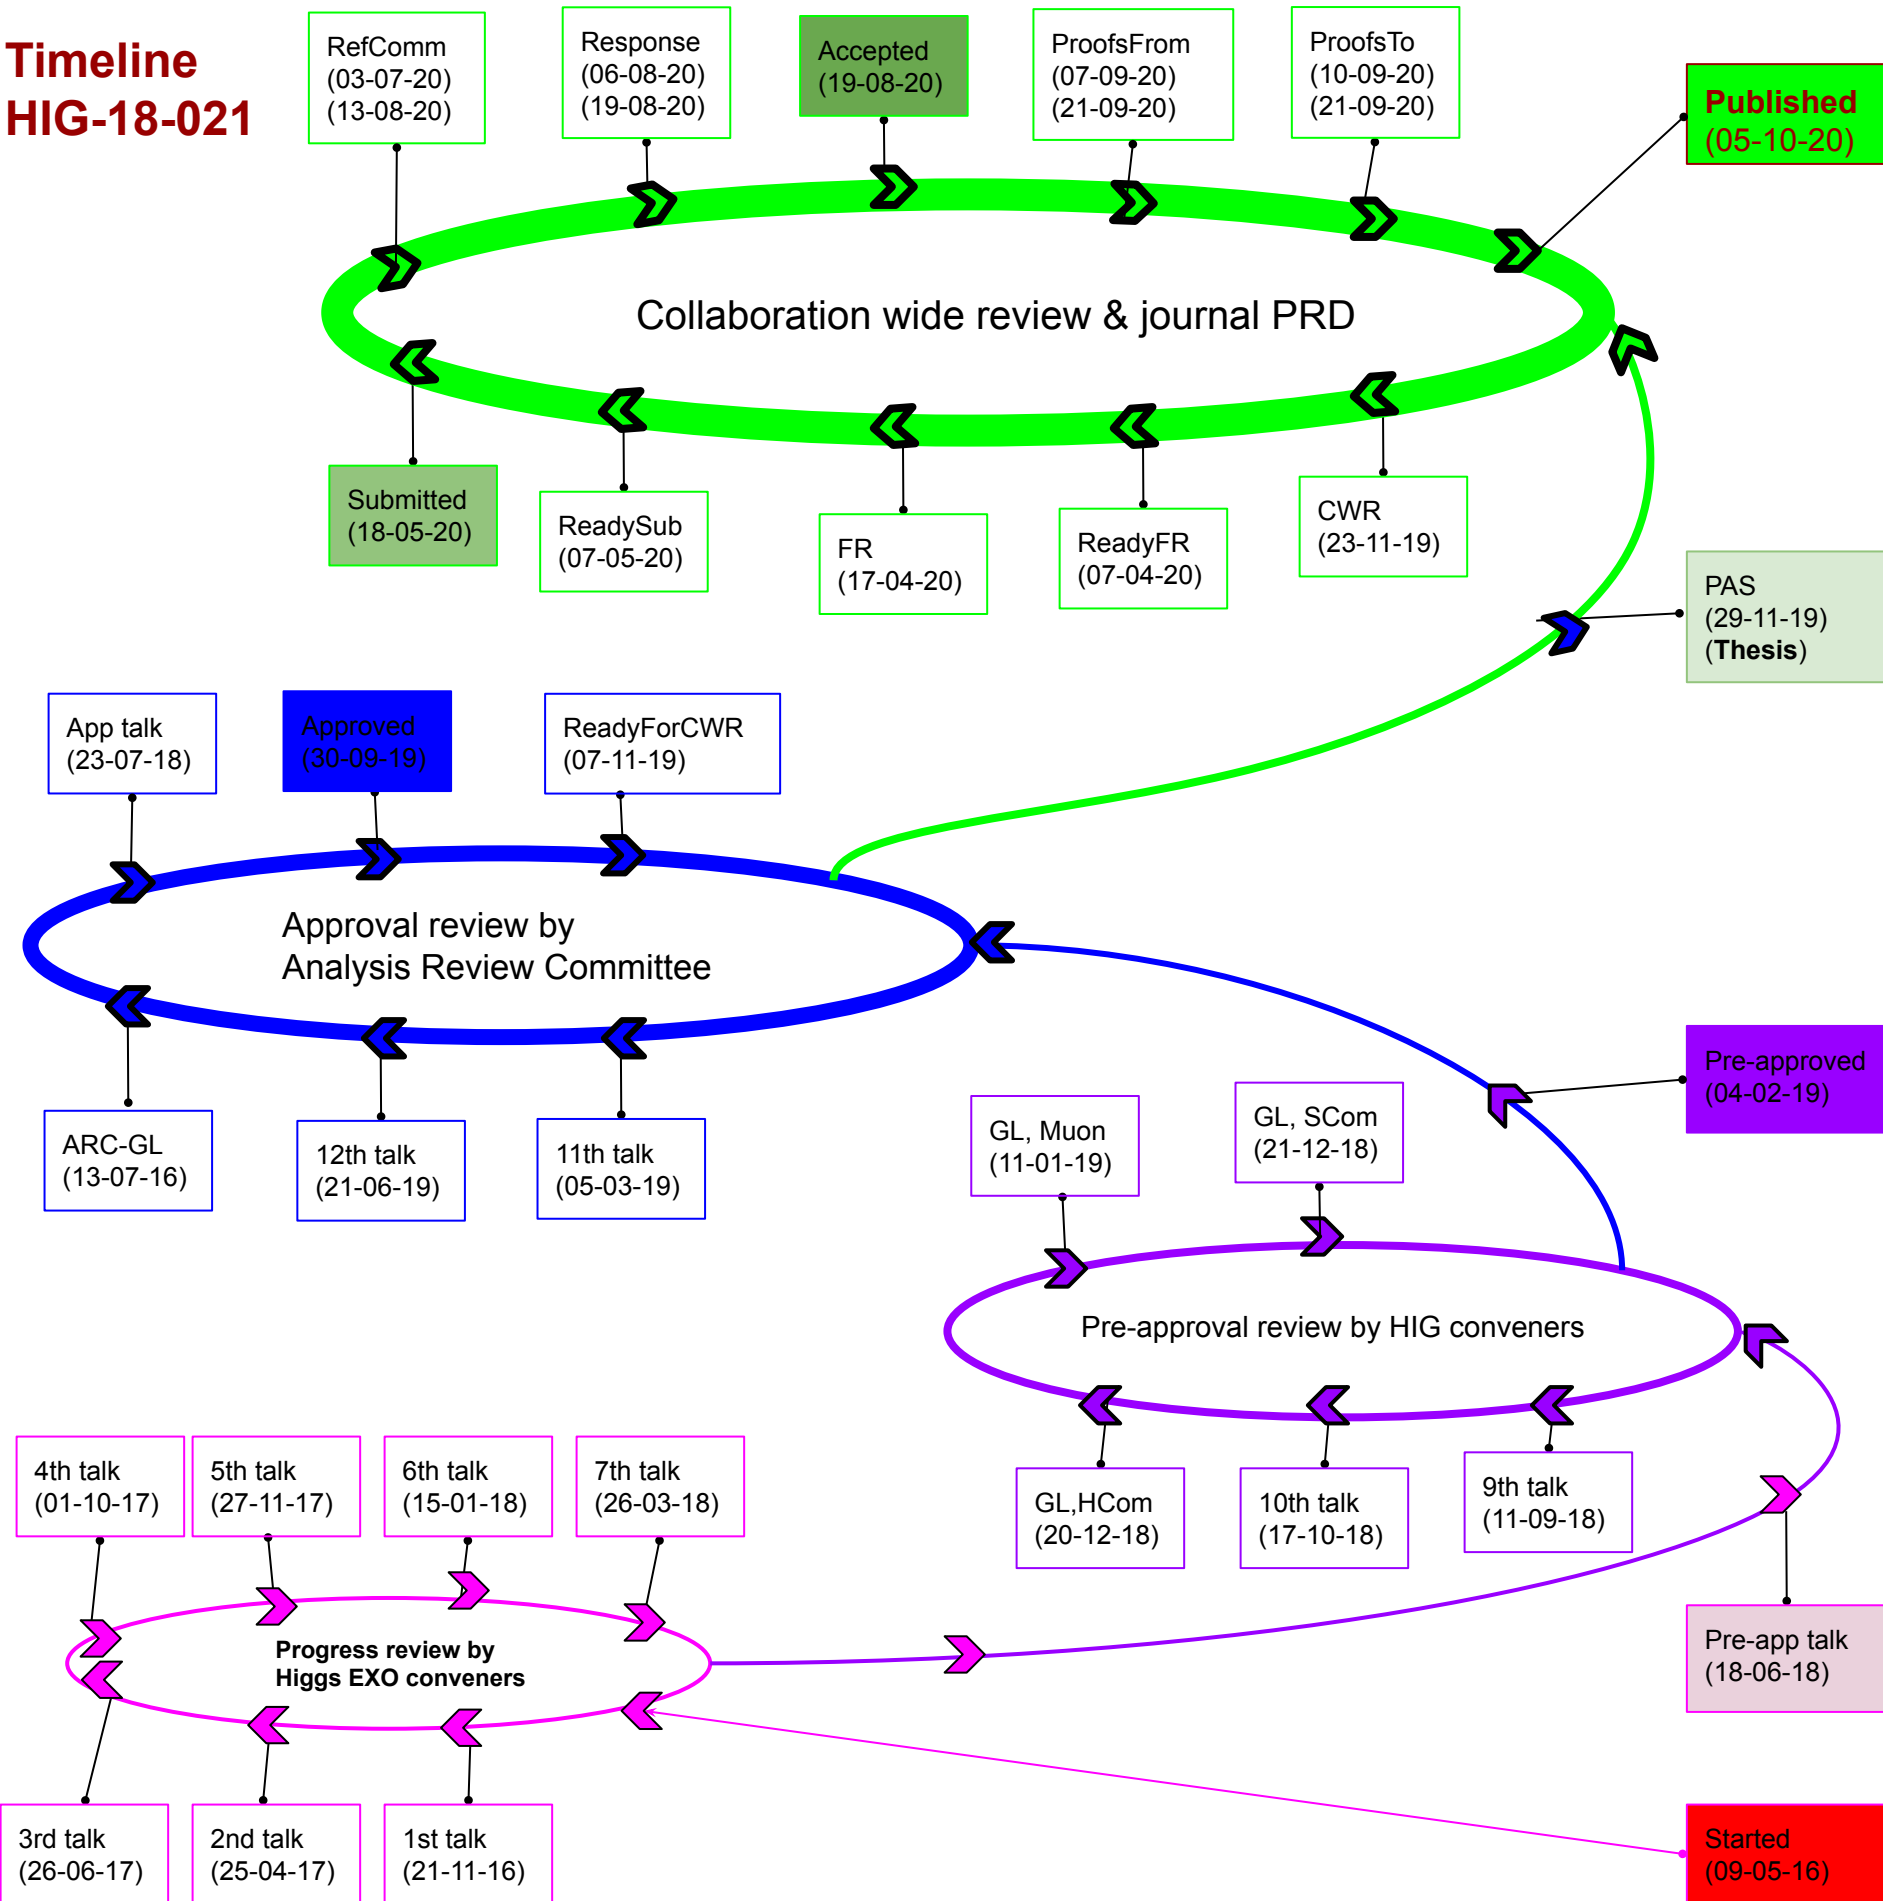 Timeline
HIG-18-021
RefComm
(03-07-20)
(13-08-20)
Response
(06-08-20)
(19-08-20)
Accepted
(19-08-20)
ProofsFrom
(07-09-20)
(21-09-20)
ProofsTo
(10-09-20)
(21-09-20)
Published
(05-10-20)
Collaboration wide review & journal PRD
Submitted
(18-05-20)
ReadySub
(07-05-20)
FR
(17-04-20)
ReadyFR
(07-04-20)
CWR
(23-11-19)
PAS
(29-11-19)
(Thesis)
App talk
(23-07-18)
Approved
(30-09-19)
ReadyForCWR
(07-11-19)
Approval review by
Analysis Review Committee
ARC-GL
(13-07-16)
12th talk
(21-06-19)
11th talk
(05-03-19)
Pre-approved
(04-02-19)
GL, Muon
(11-01-19)
GL, SCom
(21-12-18)
Pre-approval review by HIG conveners
GL,HCom
(20-12-18)
10th talk
(17-10-18)
9th talk
(11-09-18)
4th talk
(01-10-17)
5th talk
(27-11-17)
6th talk
(15-01-18)
7th talk
(26-03-18)
Progress review by
Higgs EXO conveners
Pre-app talk
(18-06-18)
3rd talk
(26-06-17)
2nd talk
(25-04-17)
1st talk
(21-11-16)
Started
(09-05-16)